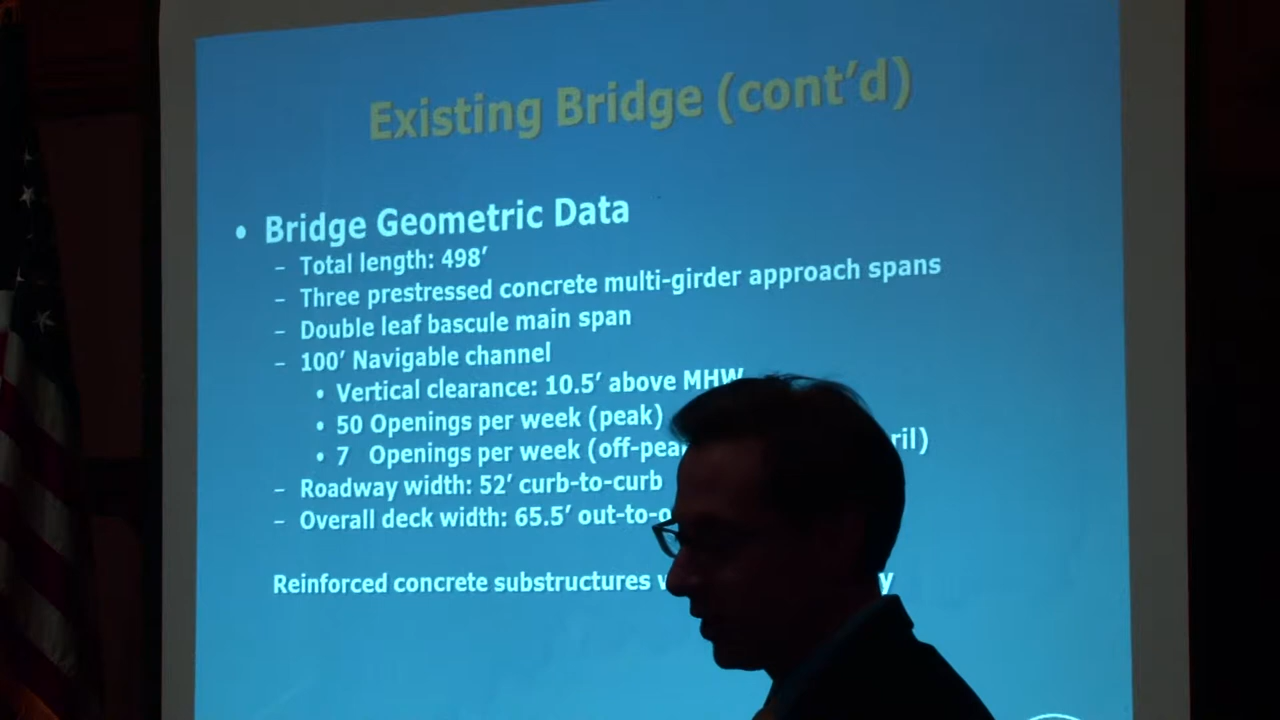 Existing Bridge (cont'd)
• Bridge Geometric Data
– Total length: 498'
– Three prestressed concrete multi-girder approach spans
– Double leaf bascule main span
– 100' Navigable channel
• Vertical clearance: 10.5' above MHW
• 50 Openings per week (peak)
• 7 Openings per week (off-pea ril)
– Roadway width: 52' curb-to-curb
– Overall deck width: 65.5' out-to-o
Reinforced concrete substructures